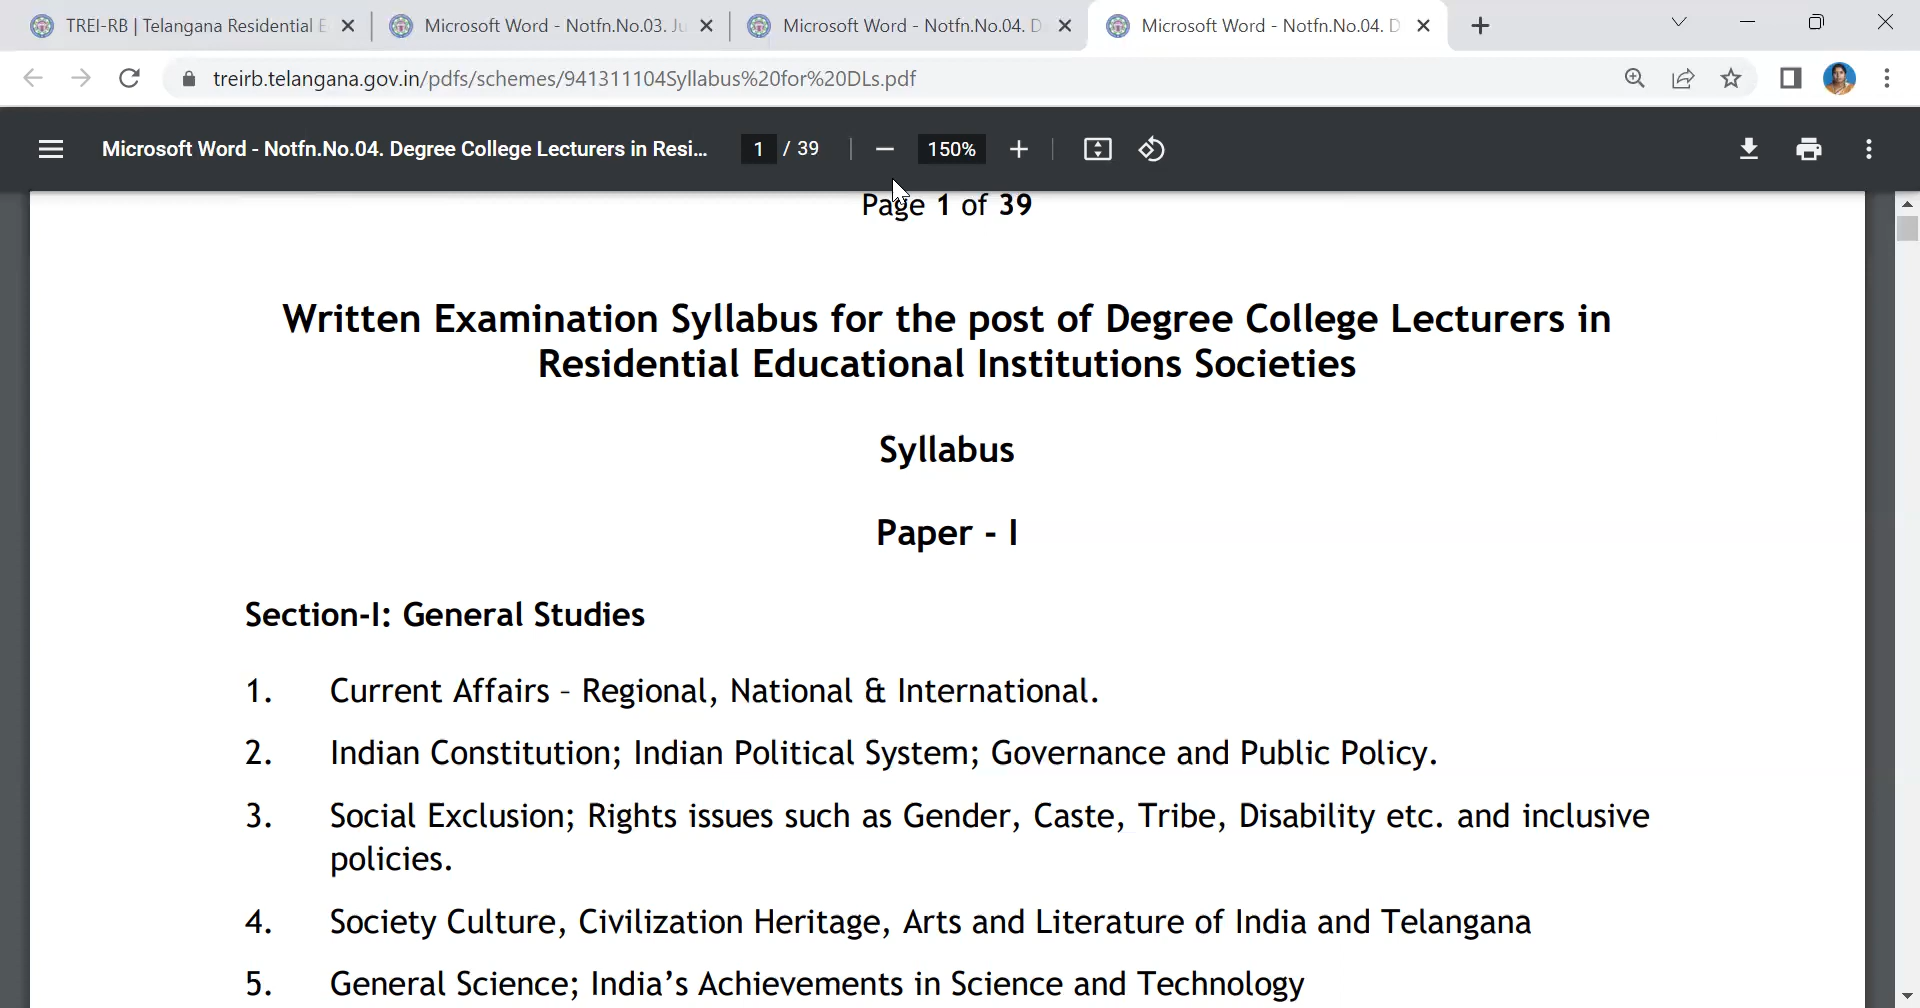 TREI-RB | Telangana Residential E
Microsoft Word - Notfn.No.03. Ju
Microsoft Word - Notfn.No.04. D
Microsoft Word - Notfn.No.04. D
treirb.telangana.gov.in/pdfs/schemes/941311104Syllabus%20for%20DLs.pdf
Microsoft Word - Notfn.No.04. Degree College Lecturers in Resi... 1 / 39 150%
Page 1 of 39
Written Examination Syllabus for the post of Degree College Lecturers in
Residential Educational Institutions Societies
Syllabus
Paper - I
Section-I: General Studies
1. Current Affairs - Regional, National & International.
2. Indian Constitution; Indian Political System; Governance and Public Policy.
3. Social Exclusion; Rights issues such as Gender, Caste, Tribe, Disability etc. and inclusive
policies.
4. Society Culture, Civilization Heritage, Arts and Literature of India and Telangana
5. General Science; India’s Achievements in Science and Technology